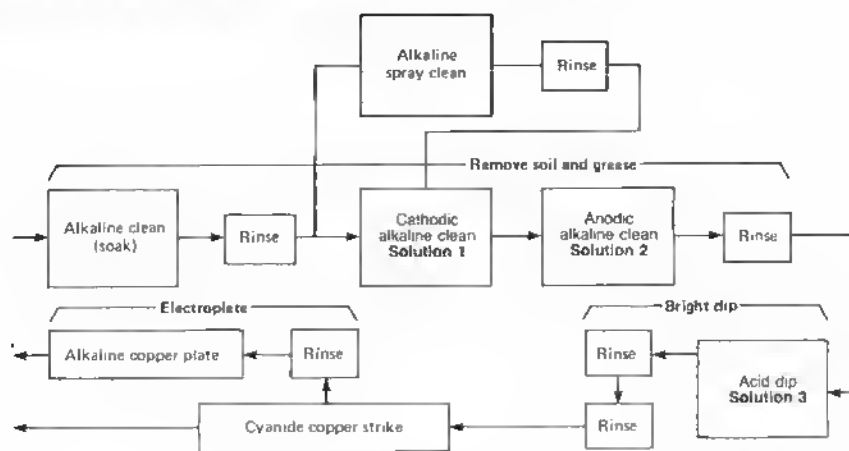 Alkaline
spray clean
Rinse
Remove soil and grease
Alkaline clean
(soak)
Rinse
Cathodic
alkaline clean
Solution 1
Anodic
alkaline clean
Solution 2
Rinse
Electroplate
Bright dip
Alkaline copper plate
Rinse
Rinse
Acid dip
Solution 3
Cyanide copper strike
Rinse